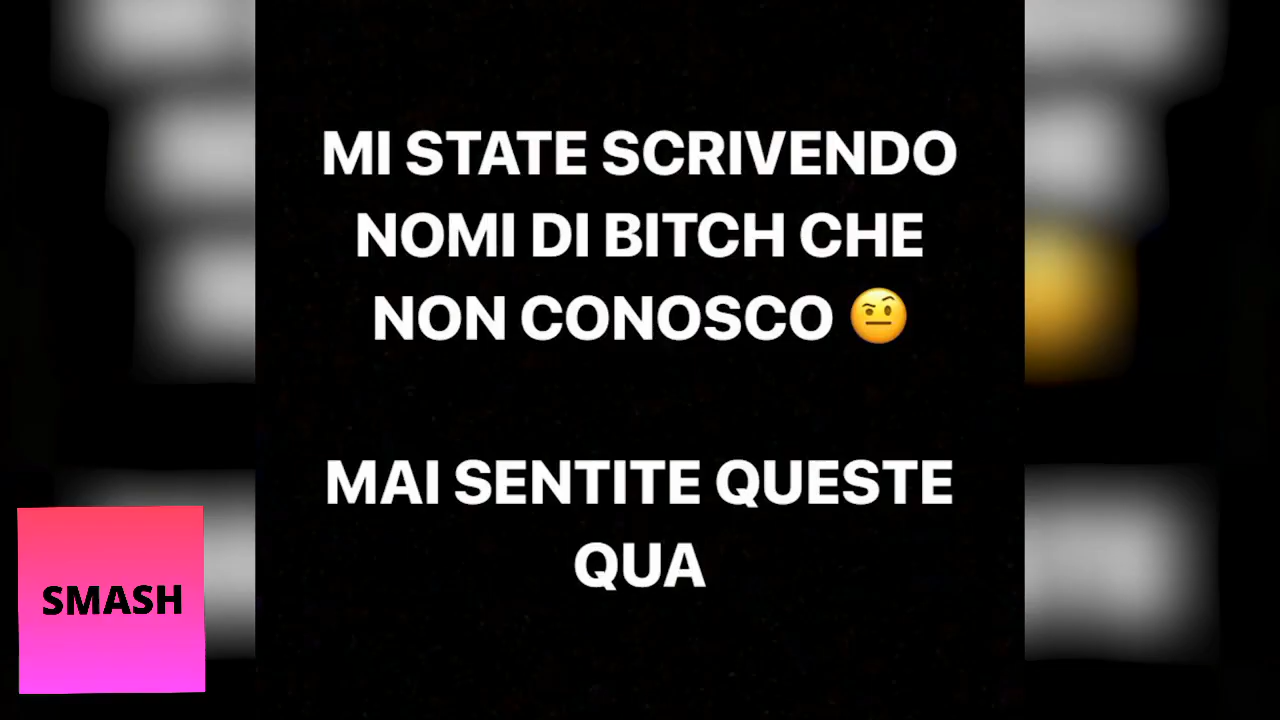 MI STATE SCRIVENDO
NOMI DI BITCH CHE
NON CONOSCO 🤨
MAI SENTITE QUESTE
QUA
SMASH